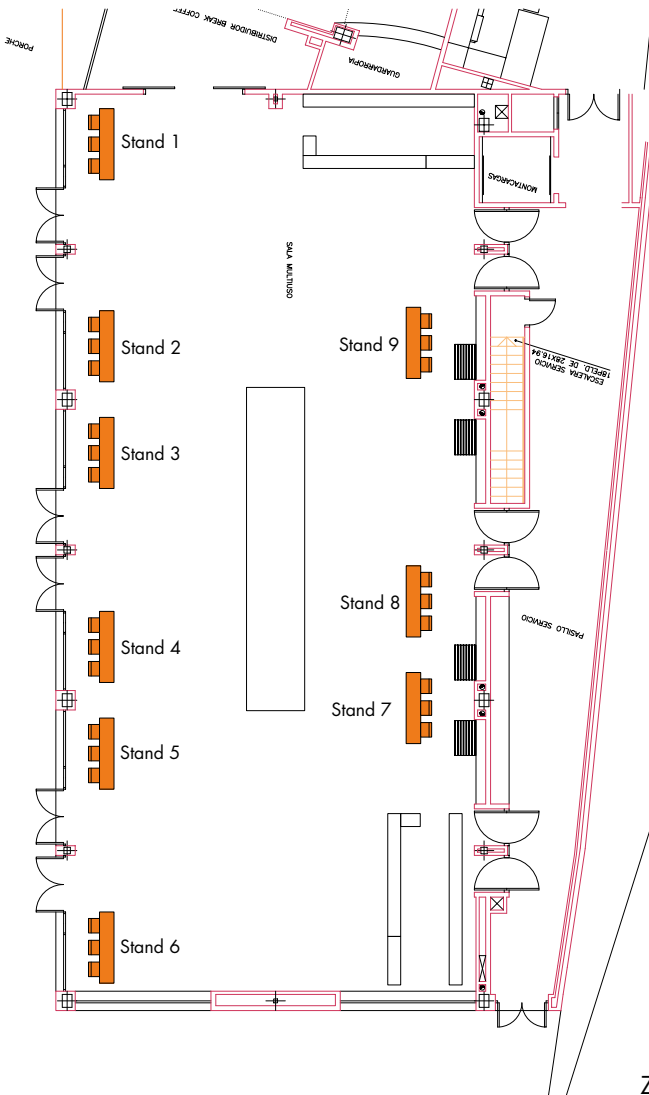 PORCHE
DISTRIBUIDOR BREAK COFFE
GUARDARROPIA
Stand 1
MONTACARGAS
SALA MULTIUSO
Stand 2
Stand 9
ESCALERA SERVICIO
18PELD. DE 28X16.94
Stand 3
Stand 8
PASILLO SERVICIO
Stand 4
Stand 7
Stand 5
Stand 6
Z